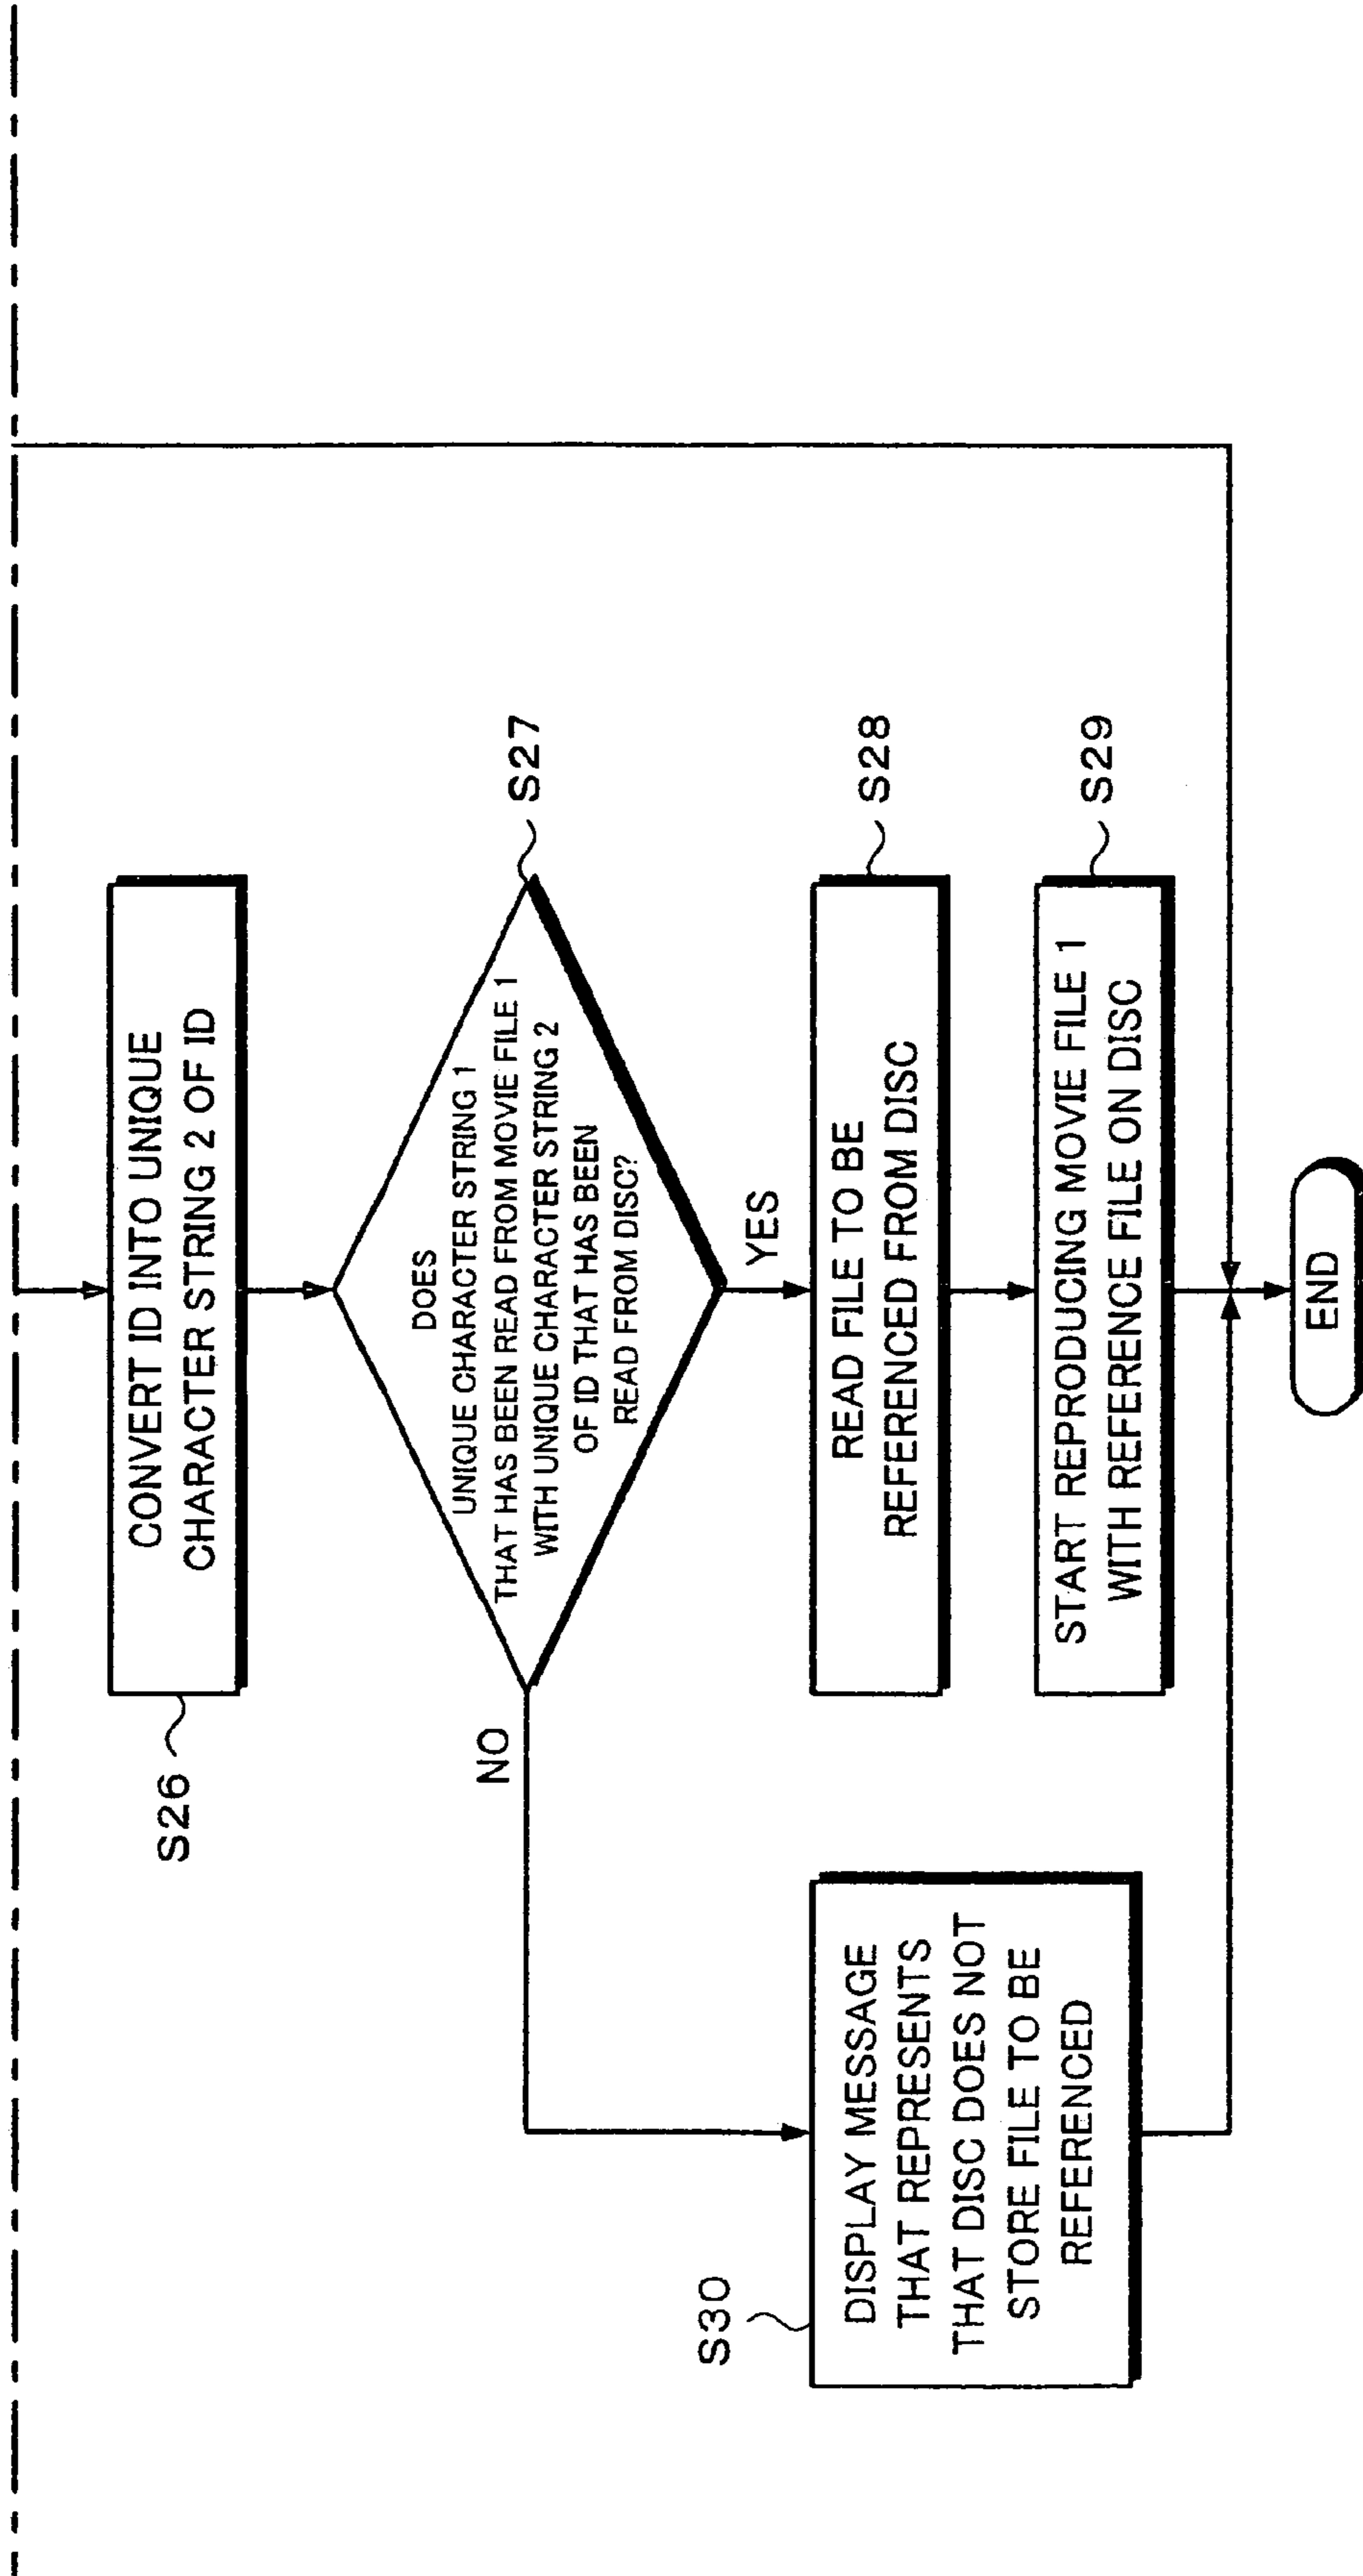 S26
CONVERT ID INTO UNIQUE
CHARACTER STRING 2 OF ID
S27
DOES
UNIQUE CHARACTER STRING 1
THAT HAS BEEN READ FROM MOVIE FILE 1
WITH UNIQUE CHARACTER STRING 2
OF ID THAT HAS BEEN
READ FROM DISC?
NO
YES
S30
DISPLAY MESSAGE
THAT REPRESENTS
THAT DISC DOES NOT
STORE FILE TO BE
REFERENCED
S28
READ FILE TO BE
REFERENCED FROM DISC
S29
START REPRODUCING MOVIE FILE 1
WITH REFERENCE FILE ON DISC
END